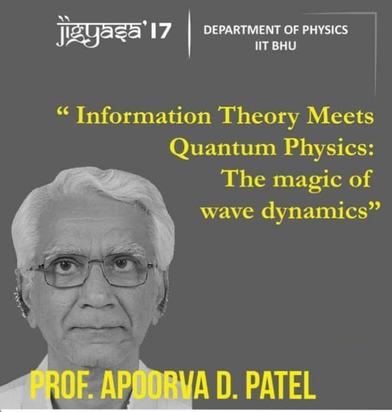 jigyasa'17
DEPARTMENT OF PHYSICS
IIT BHU
“ Information Theory Meets
Quantum Physics:
The magic of
wave dynamics”
PROF. APOORVA D. PATEL